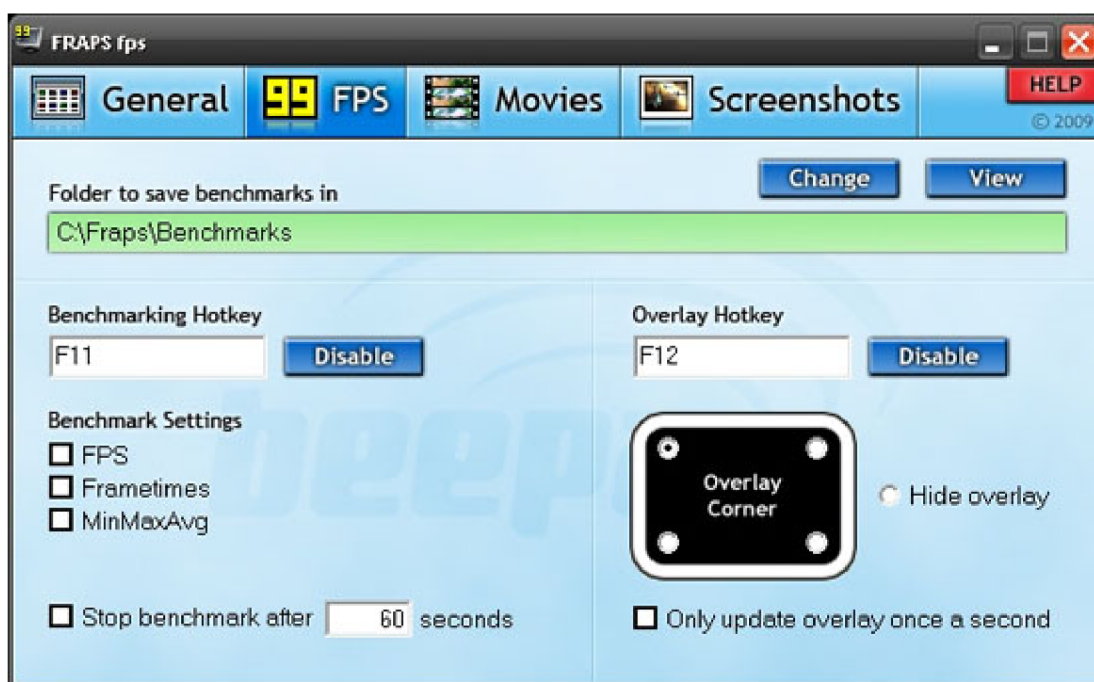 99 FRAPS fps
General 99 FPS Movies Screenshots HELP
© 2009
Change View
Folder to save benchmarks in
C:\Fraps\Benchmarks
Benchmarking Hotkey
F11 Disable
Overlay Hotkey
F12 Disable
Benchmark Settings
FPS
Frametimes
MinMaxAvg
Stop benchmark after 60 seconds
Overlay
Corner
Hide overlay
Only update overlay once a second